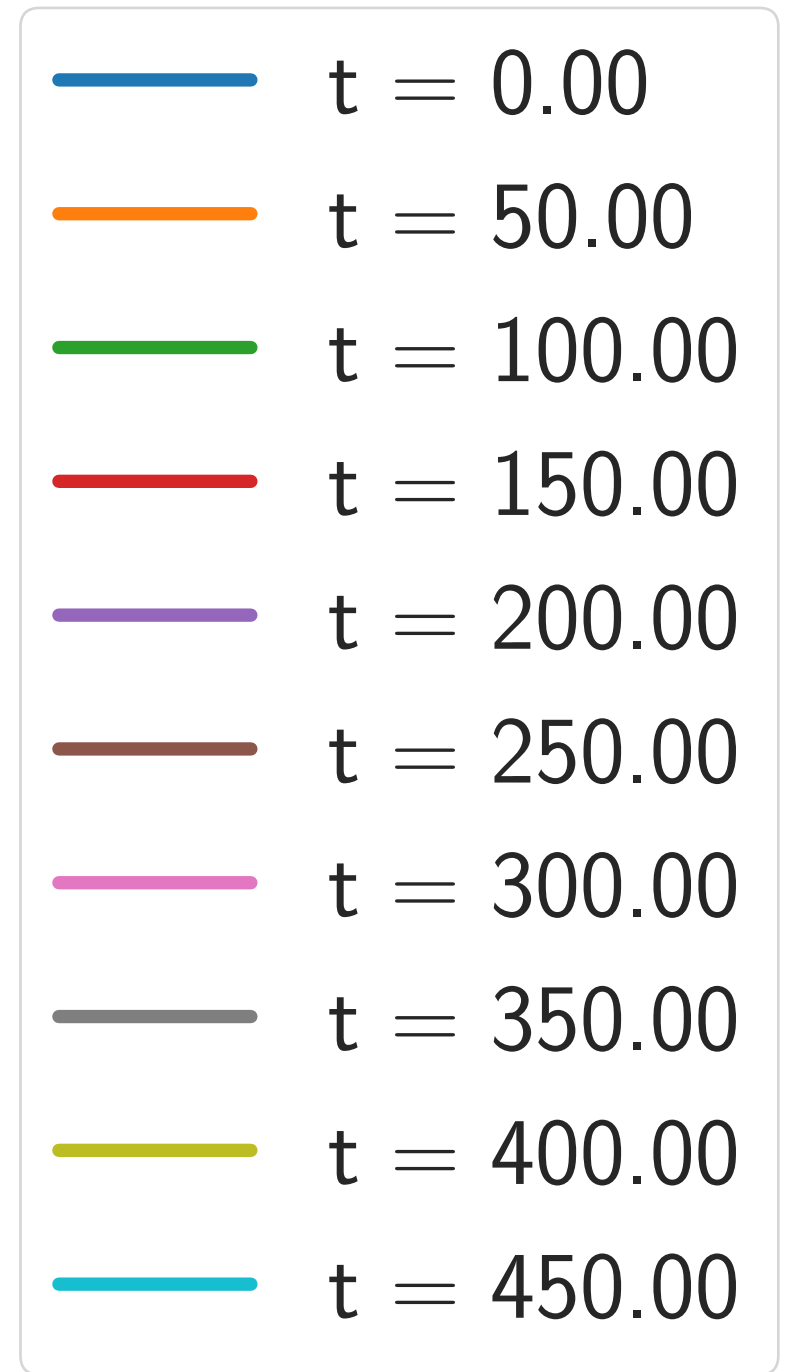 t = 0.00
t = 50.00
t = 100.00
t = 150.00
t = 200.00
t = 250.00
t = 300.00
t = 350.00
t = 400.00
t = 450.00